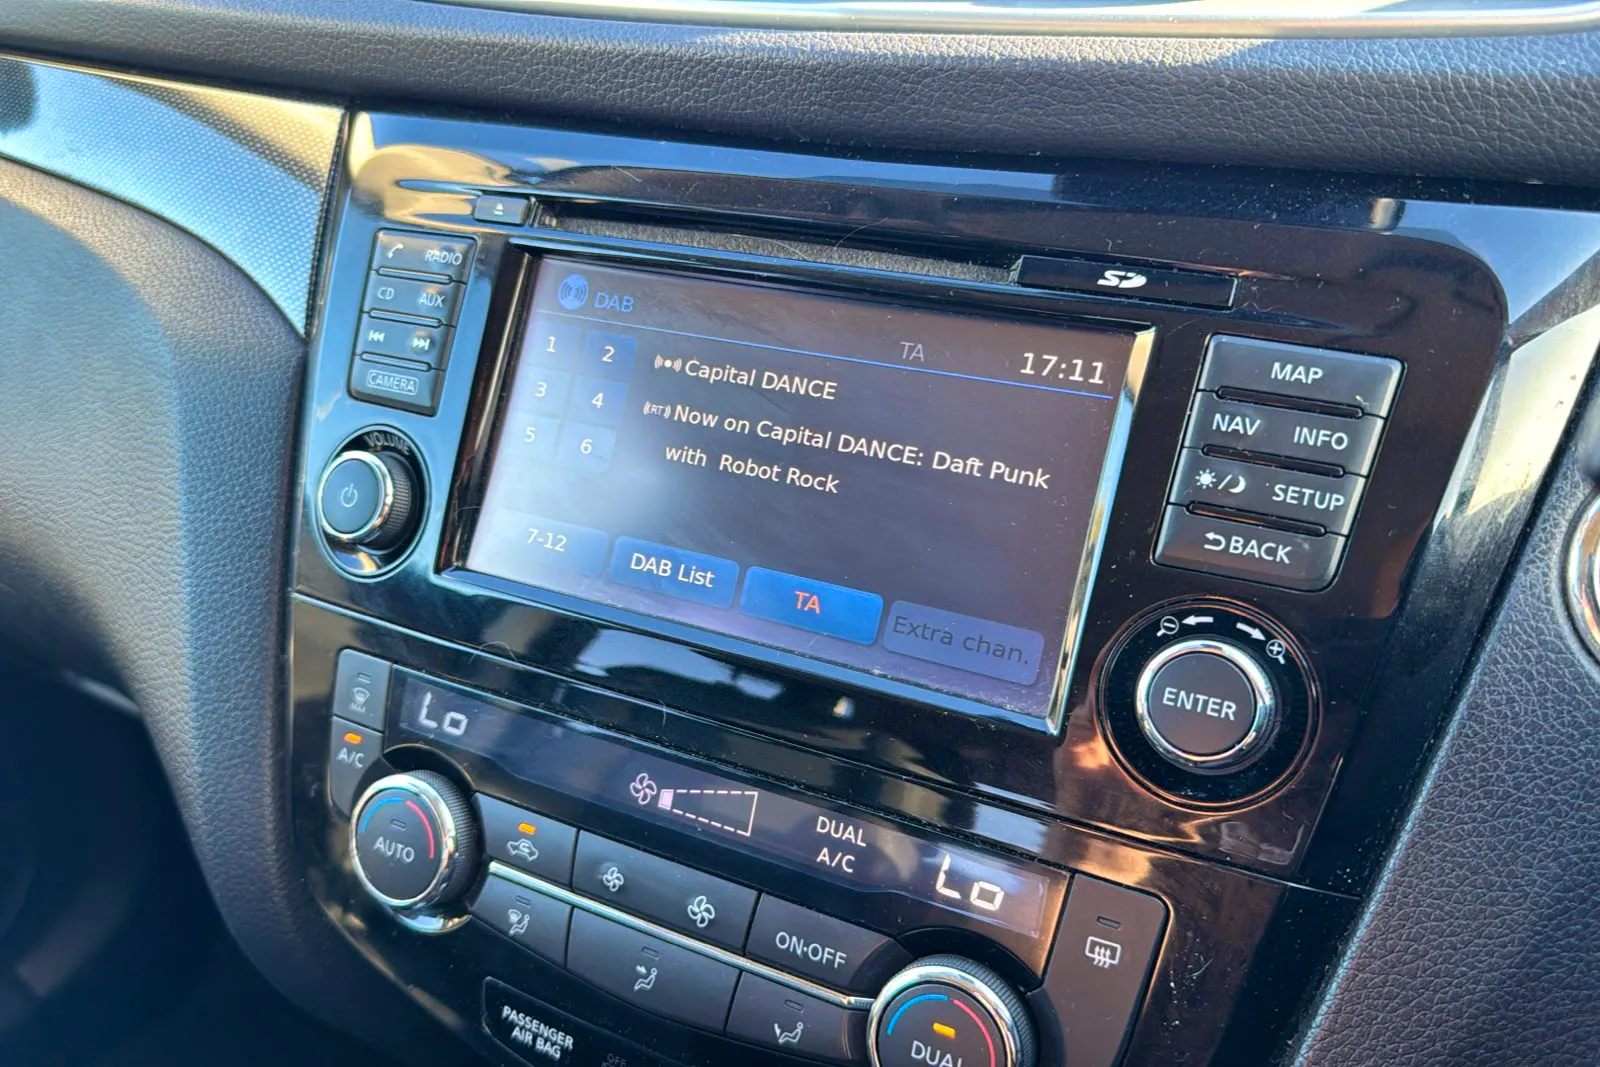 SD
RADIO
CD AUX
CAMERA
VOLUME
DAB
TA 17:11
1 2
3 4
5 6
7-12
Capital DANCE
(RT) Now on Capital DANCE: Daft Punk
with Robot Rock
DAB List
TA
Extra chan.
MAP
NAV INFO
SETUP
BACK
ENTER
MAX
A/C
Lo
AUTO
DUAL
A/C
Lo
ON·OFF
DUAL
PASSENGER
AIR BAG
OFF